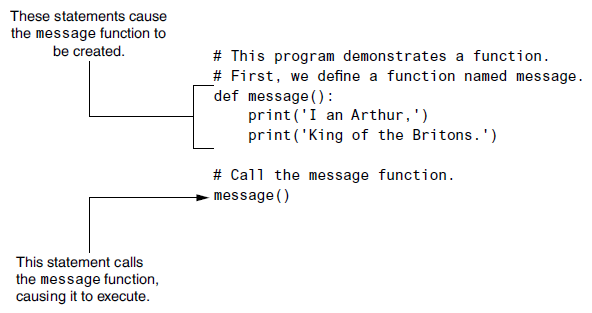 These statements cause
the message function to
be created.
# This program demonstrates a function.
# First, we define a function named message.
def message():
    print('I an Arthur,')
    print('King of the Britons.')
# Call the message function.
message()
This statement calls
the message function,
causing it to execute.